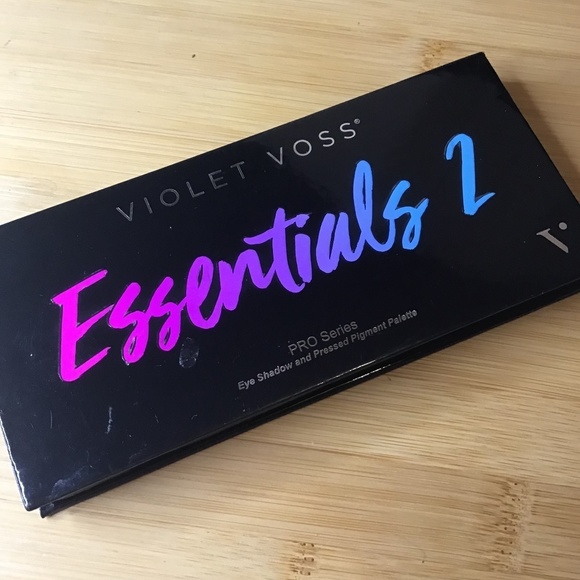 VIOLET VOSS®
Essentials 2
V.
PRO Series
Eye Shadow and Pressed Pigment Palette